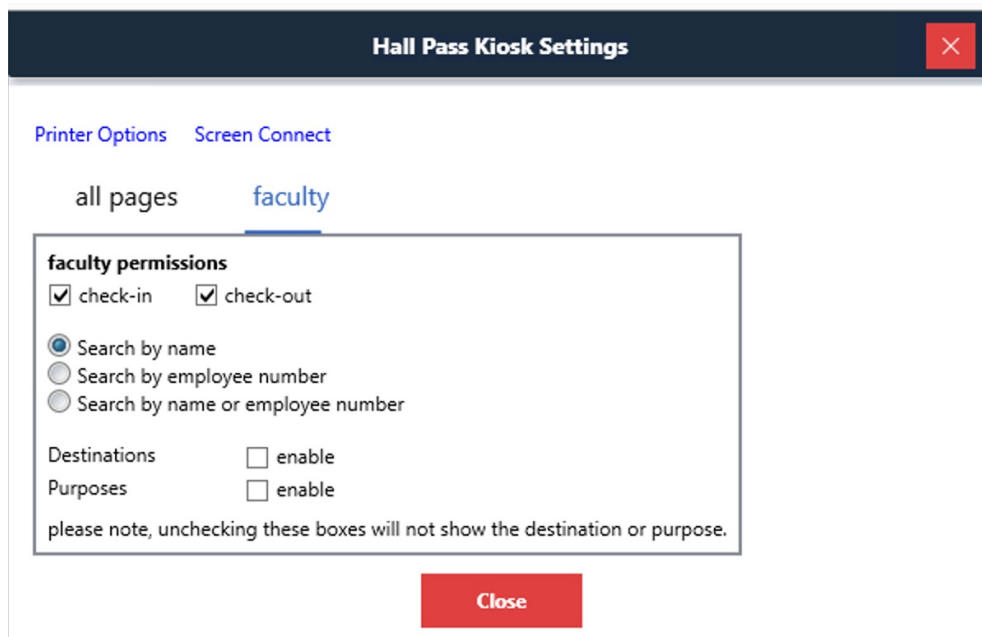 Hall Pass Kiosk Settings
Printer Options Screen Connect
all pages faculty
faculty permissions
check-in check-out
Search by name
Search by employee number
Search by name or employee number
Destinations enable
Purposes enable
please note, unchecking these boxes will not show the destination or purpose.
Close